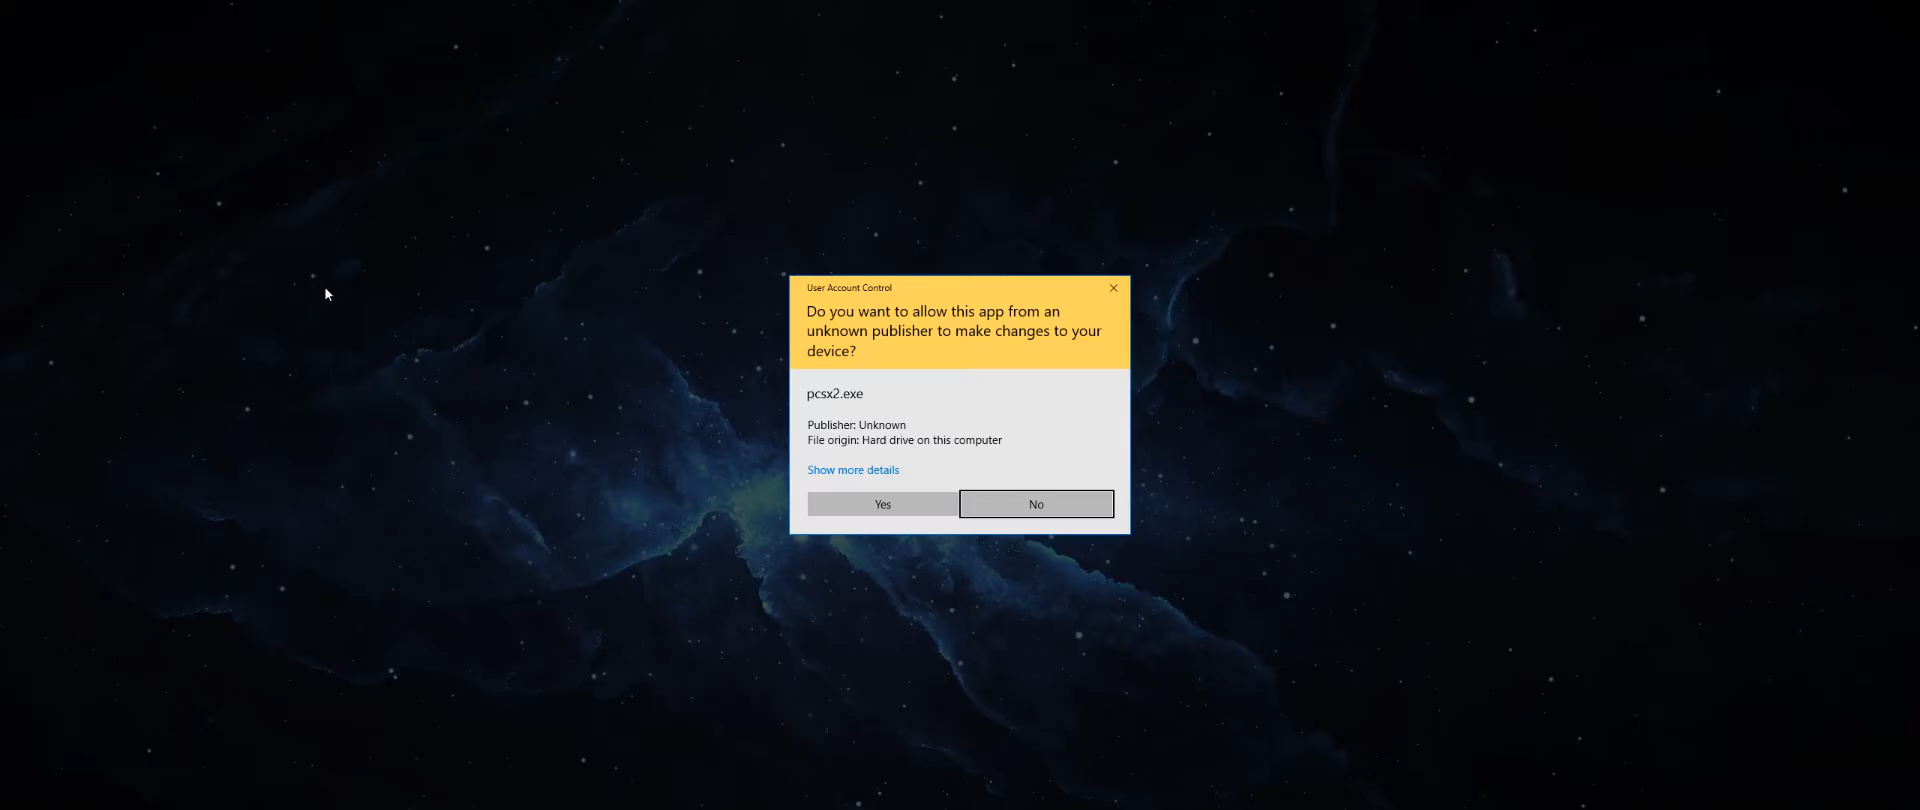 User Account Control
Do you want to allow this app from an
unknown publisher to make changes to your
device?
pcsx2.exe
Publisher: Unknown
File origin: Hard drive on this computer
Show more details
Yes
No